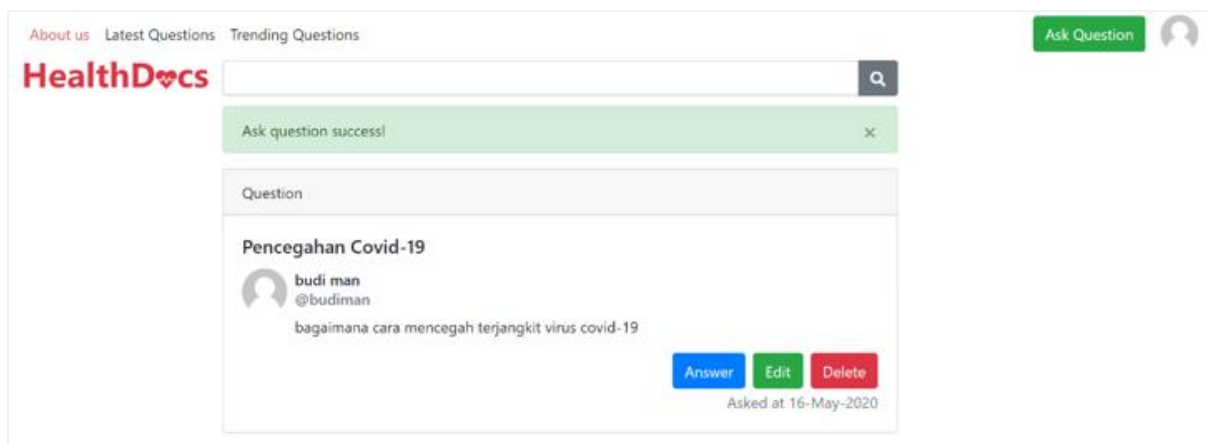 About us Latest Questions Trending Questions Ask Question
HealthDocs
Ask question success! ×
Question
Pencegahan Covid-19
budi man
@budiman
bagaimana cara mencegah terjangkit virus covid-19
Answer Edit Delete
Asked at 16-May-2020